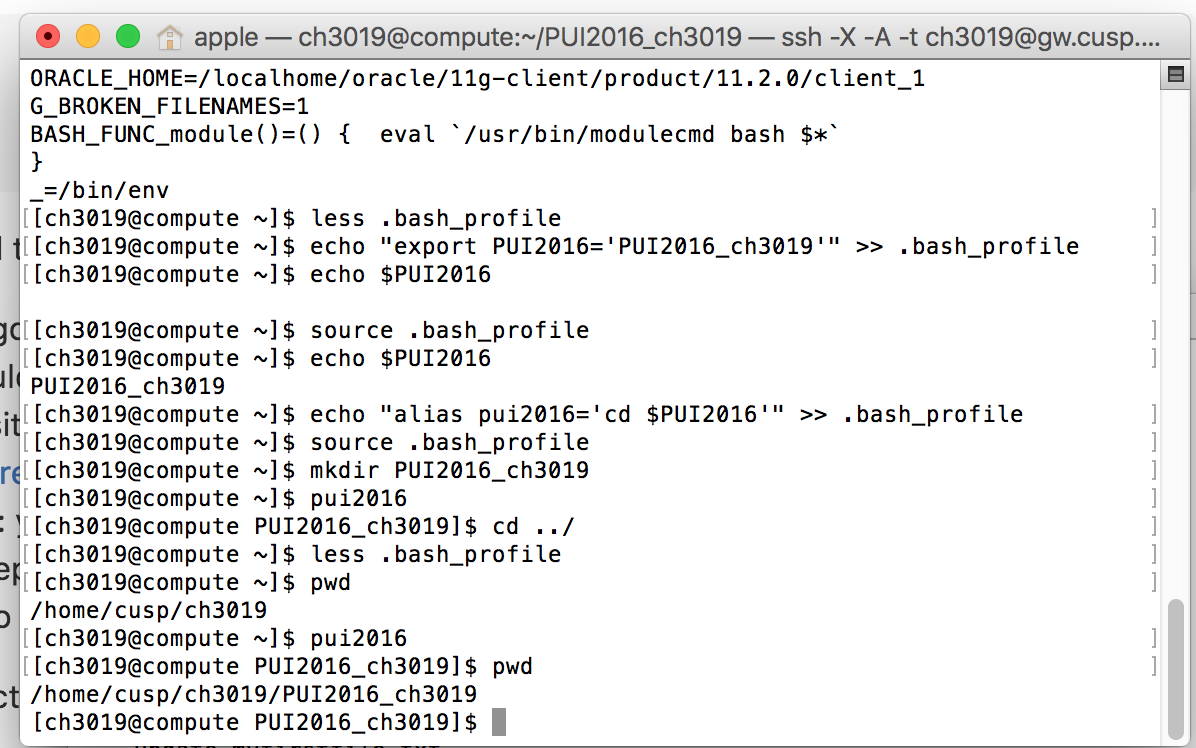 apple — ch3019@compute:~/PUI2016_ch3019 — ssh -X -A -t ch3019@gw.cusp....
ORACLE_HOME=/localhome/oracle/11g-client/product/11.2.0/client_1
G_BROKEN_FILENAMES=1
BASH_FUNC_module()=() {  eval `/usr/bin/modulecmd bash $*`
}
_=/bin/env
[[ch3019@compute ~]$ less .bash_profile ]
[[ch3019@compute ~]$ echo "export PUI2016='PUI2016_ch3019'" >> .bash_profile ]
[[ch3019@compute ~]$ echo $PUI2016 ]

[[ch3019@compute ~]$ source .bash_profile ]
[[ch3019@compute ~]$ echo $PUI2016 ]
PUI2016_ch3019
[[ch3019@compute ~]$ echo "alias pui2016='cd $PUI2016'" >> .bash_profile ]
[[ch3019@compute ~]$ source .bash_profile ]
[[ch3019@compute ~]$ mkdir PUI2016_ch3019 ]
[[ch3019@compute ~]$ pui2016 ]
[[ch3019@compute PUI2016_ch3019]$ cd ../ ]
[[ch3019@compute ~]$ less .bash_profile ]
[[ch3019@compute ~]$ pwd ]
/home/cusp/ch3019
[[ch3019@compute ~]$ pui2016 ]
[[ch3019@compute PUI2016_ch3019]$ pwd ]
/home/cusp/ch3019/PUI2016_ch3019
[ch3019@compute PUI2016_ch3019]$